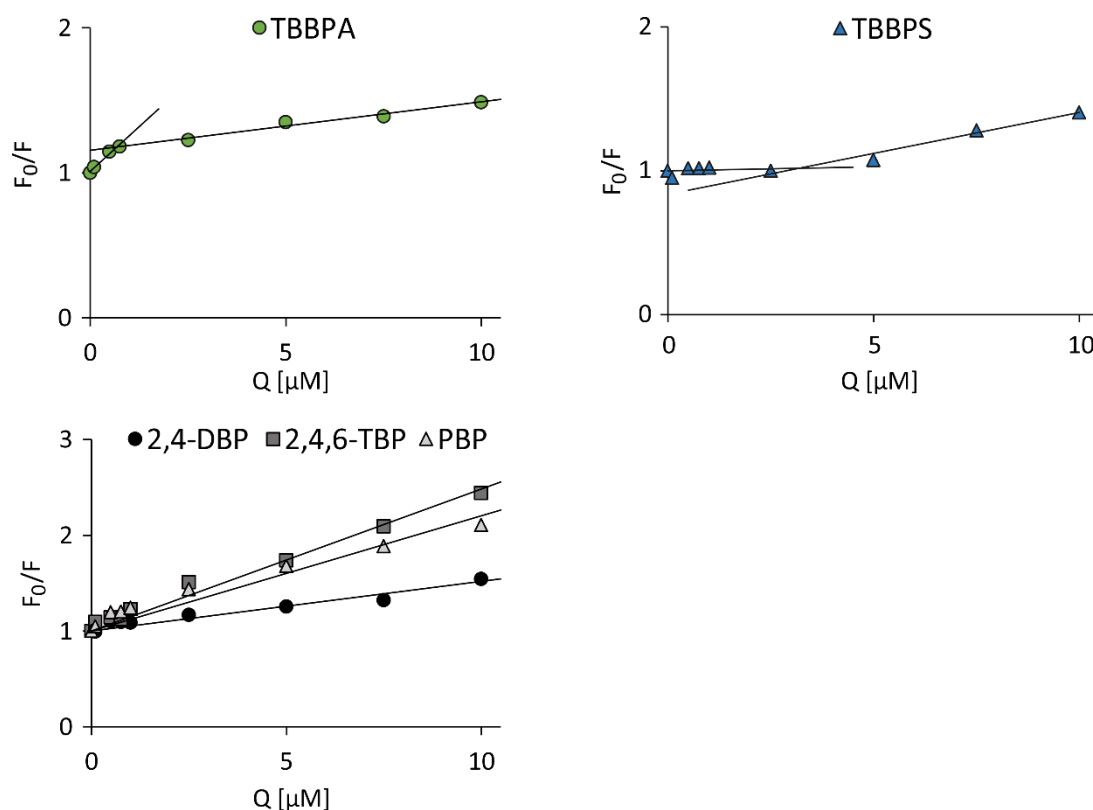 TBBPA
2
1
0
F₀/F
0 5 10
Q [µM]
TBBPS
2
1
0
F₀/F
0 5 10
Q [µM]
2,4-DBP 2,4,6-TBP PBP
3
2
1
0
F₀/F
0 5 10
Q [µM]